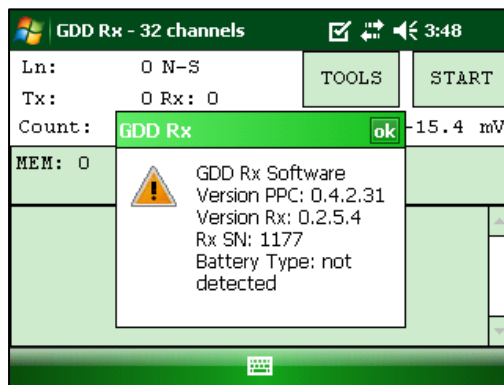 GDD Rx - 32 channels 3:48
Ln: 0 N-S TOOLS START
Tx: 0 Rx: 0
Count: -15.4 mV
GDD Rx ok
MEM: 0
GDD Rx Software
Version PPC: 0.4.2.31
Version Rx: 0.2.5.4
Rx SN: 1177
Battery Type: not
detected